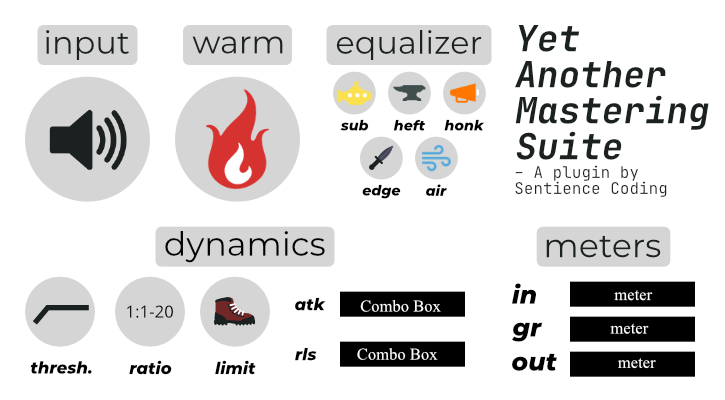 input
warm
equalizer
sub
heft
honk
edge
air
Yet
Another
Mastering
Suite
- A plugin by
Sentience Coding
dynamics
1:1-20
thresh.
ratio
limit
atk
Combo Box
rls
Combo Box
meters
in
meter
gr
meter
out
meter